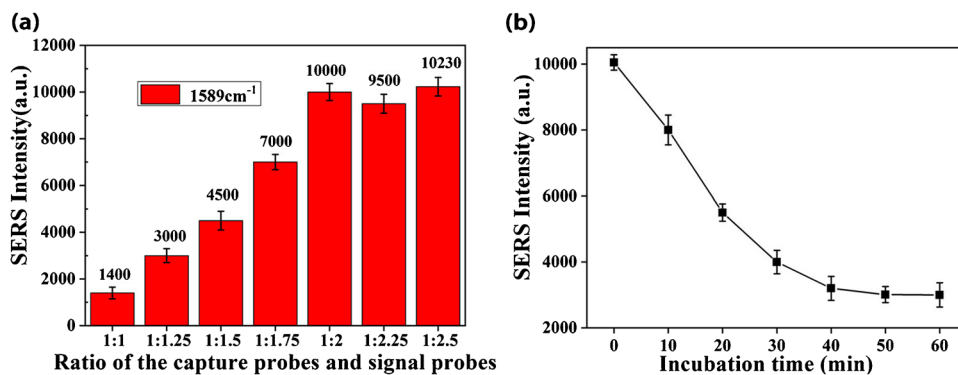 (a)
SERS Intensity(a.u.)
12000
10000
8000
6000
4000
2000
0
1589cm⁻¹
1400
3000
4500
7000
10000
9500
10230
1:1 1:1.25 1:1.5 1:1.75 1:2 1:2.25 1:2.5
Ratio of the capture probes and signal probes
(b)
SERS Intensity (a.u.)
10000
8000
6000
4000
2000
0 10 20 30 40 50 60
Incubation time (min)